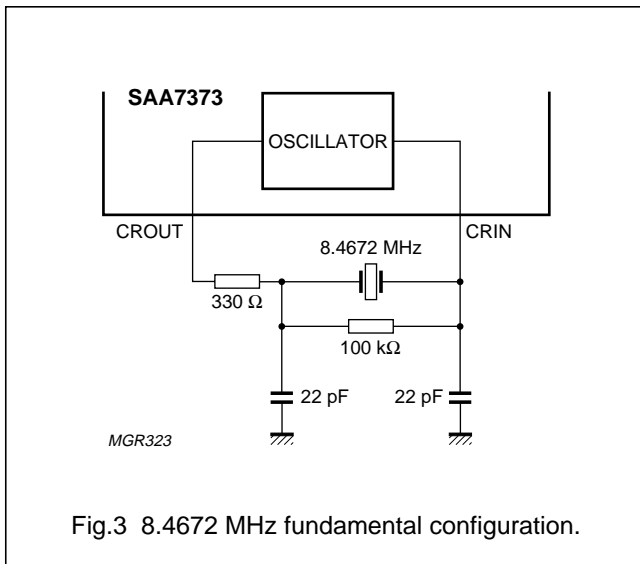 SAA7373
OSCILLATOR
CROUT
CRIN
8.4672 MHz
330 Ω
100 kΩ
22 pF
22 pF
MGR323
Fig.3 8.4672 MHz fundamental configuration.